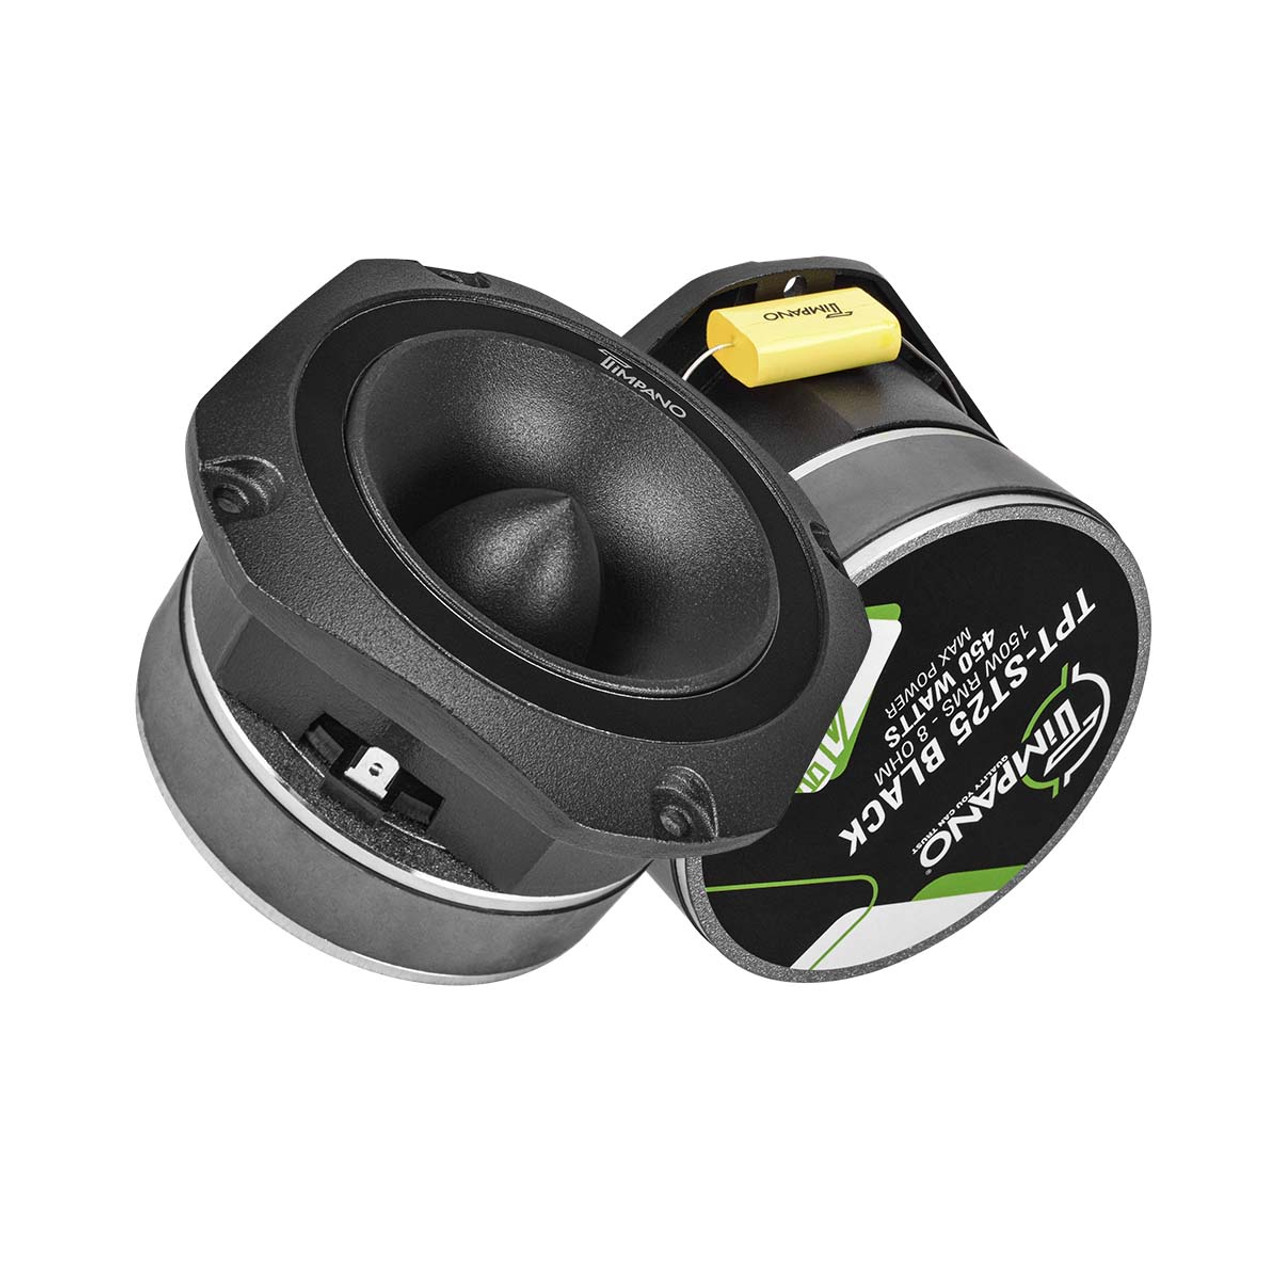 TIMPANO
TIMPANO
TIMPANO®
QUALITY YOU CAN TRUST
TPT-ST25 BLACK
150W RMS - 8 OHM
450 WATTS
MAX POWER